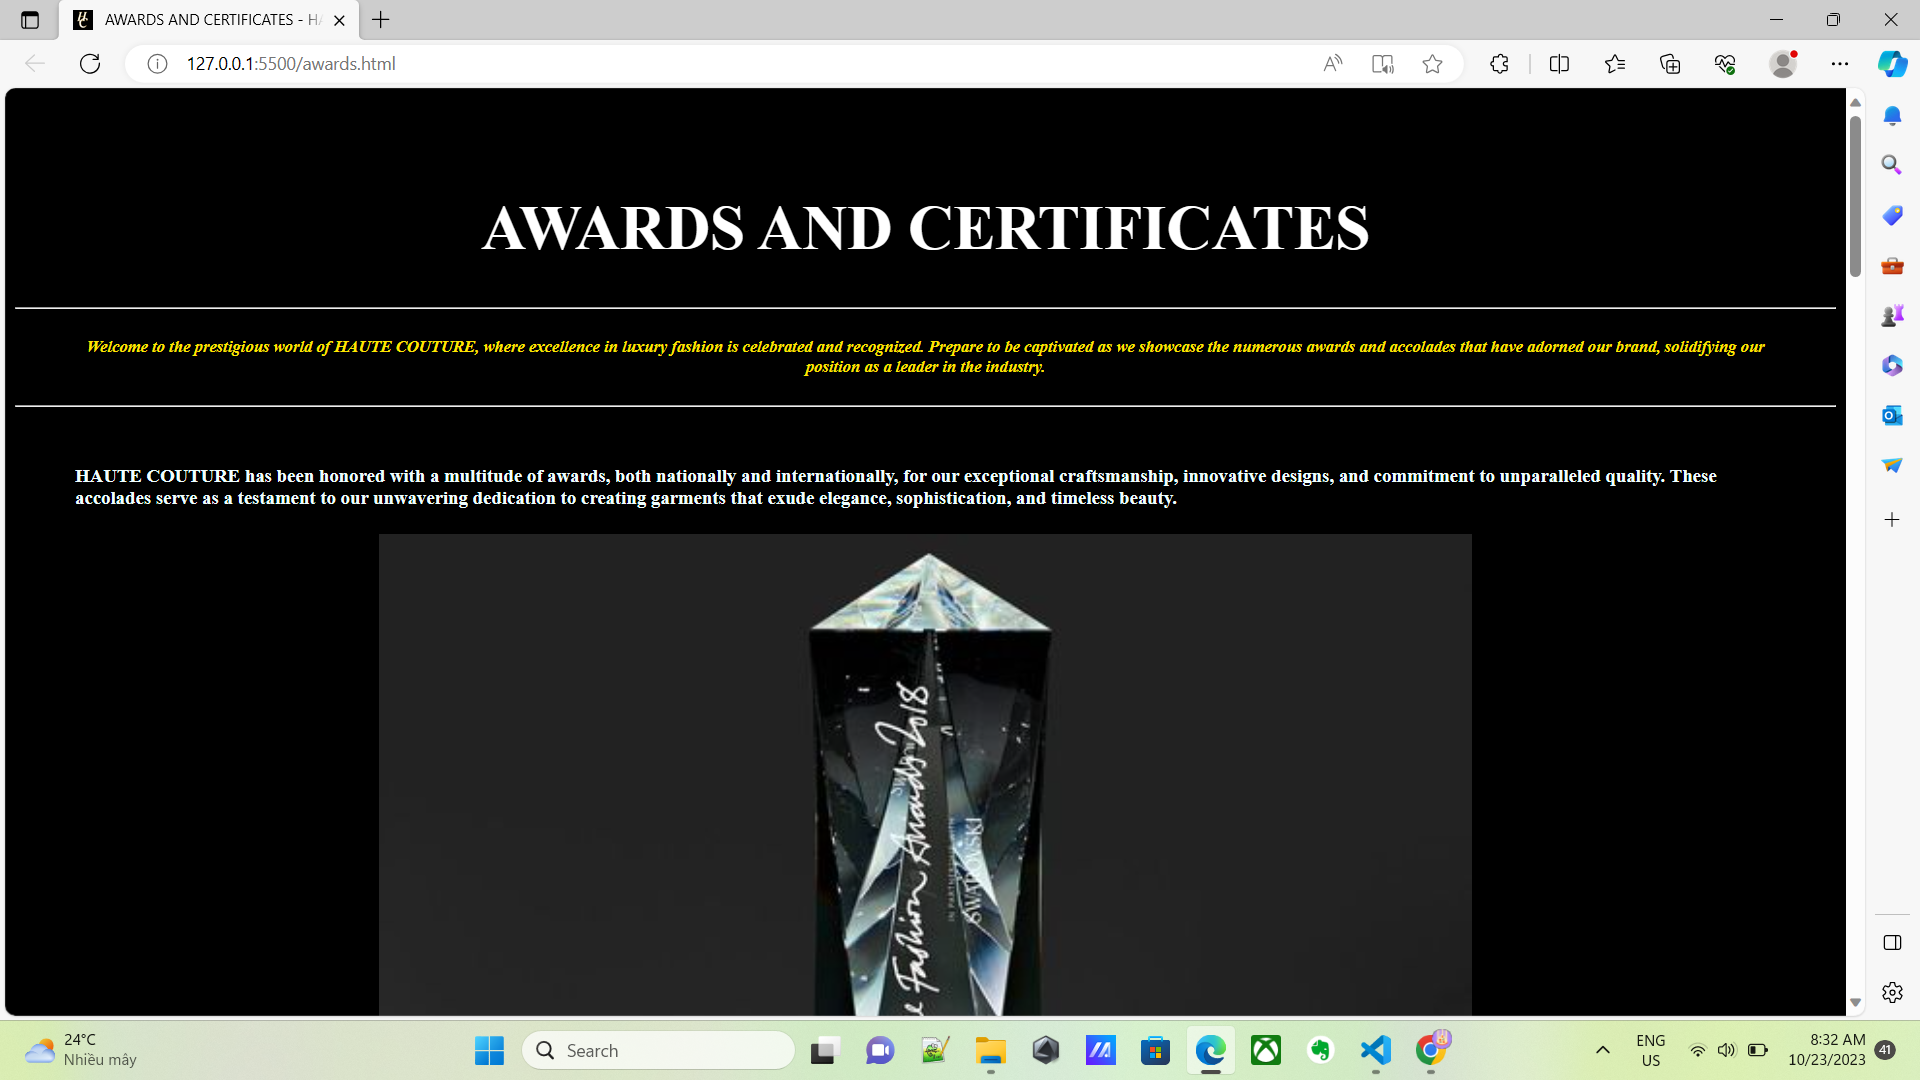 AWARDS AND CERTIFICATES - HA
127.0.0.1:5500/awards.html
AWARDS AND CERTIFICATES
Welcome to the prestigious world of HAUTE COUTURE, where excellence in luxury fashion is celebrated and recognized. Prepare to be captivated as we showcase the numerous awards and accolades that have adorned our brand, solidifying our
position as a leader in the industry.
HAUTE COUTURE has been honored with a multitude of awards, both nationally and internationally, for our exceptional craftsmanship, innovative designs, and commitment to unparalleled quality. These
accolades serve as a testament to our unwavering dedication to creating garments that exude elegance, sophistication, and timeless beauty.
e Fashion Awards 2018
IN PARTNERSHIP WITH
SWAROVSKI
24°C
Nhiều mây
Search
ENG
US
8:32 AM
10/23/2023
41